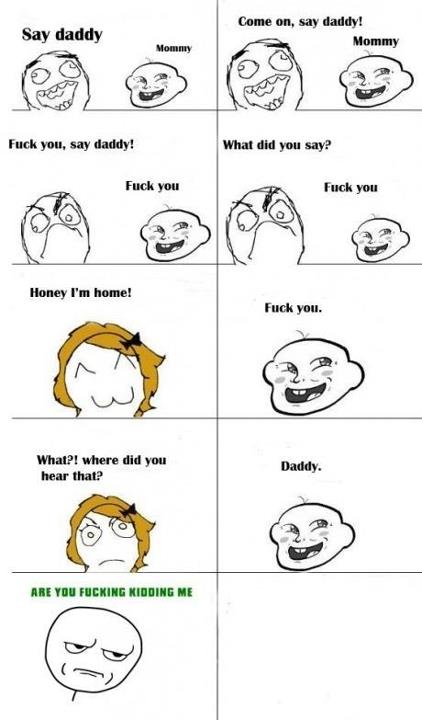 Say daddy
Mommy
Come on, say daddy!
Mommy
Fuck you, say daddy!
Fuck you
What did you say?
Fuck you
Honey I'm home!
Fuck you.
What?! where did you
hear that?
Daddy.
ARE YOU FUCKING KIDDING ME